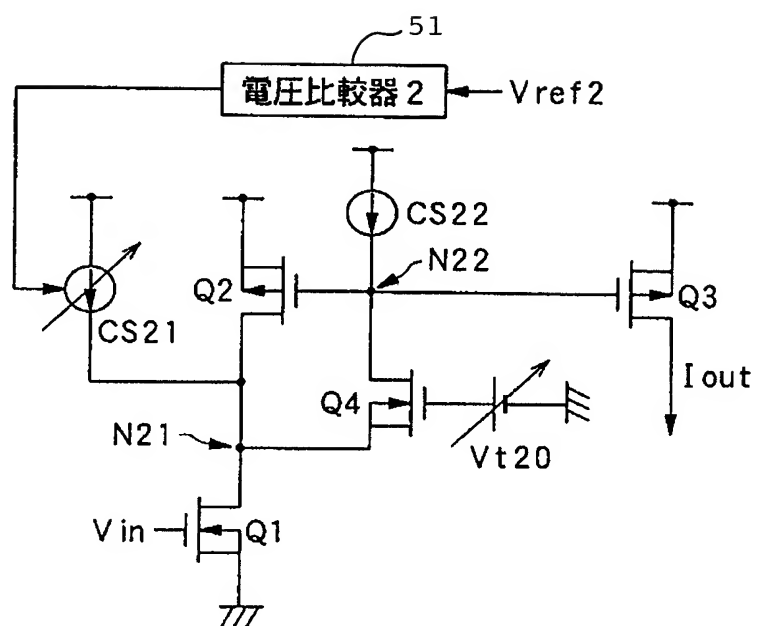 51
電圧比較器2
Vref2
CS22
N22
Q2
Q3
CS21
Iout
Q4
N21
Vt20
Vin
Q1